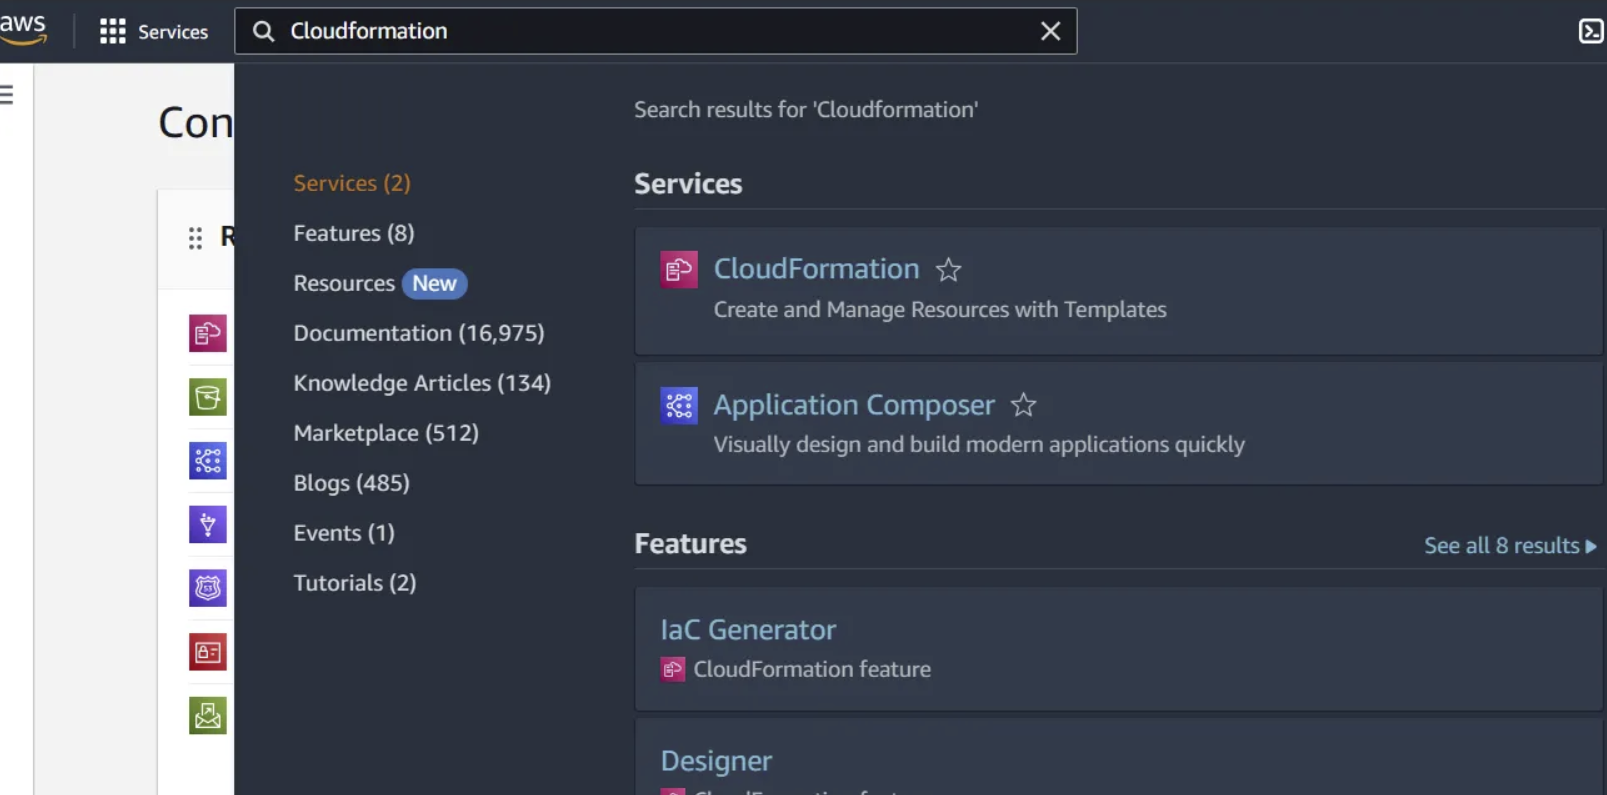 aws
Services
Cloudformation
Con
Search results for 'Cloudformation'
Services (2)
Features (8)
Resources New
Documentation (16,975)
Knowledge Articles (134)
Marketplace (512)
Blogs (485)
Events (1)
Tutorials (2)
Services
CloudFormation
Create and Manage Resources with Templates
Application Composer
Visually design and build modern applications quickly
Features
See all 8 results
IaC Generator
CloudFormation feature
Designer